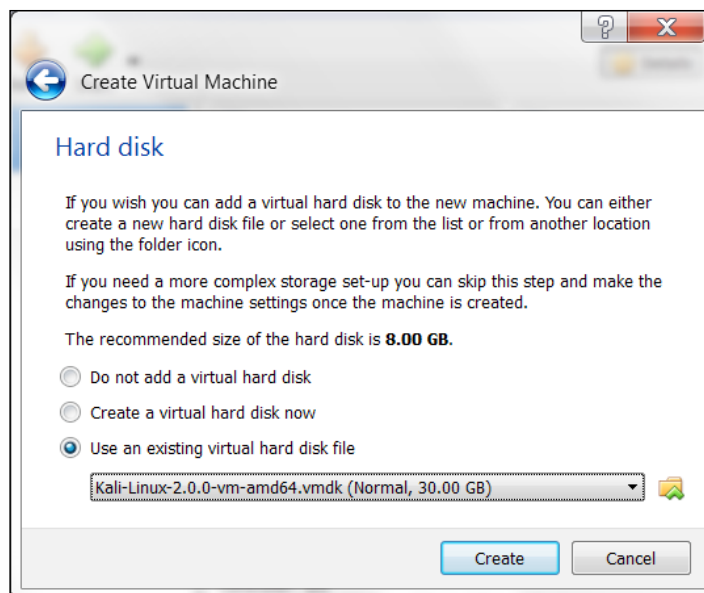 Create Virtual Machine
Hard disk
If you wish you can add a virtual hard disk to the new machine. You can either
create a new hard disk file or select one from the list or from another location
using the folder icon.
If you need a more complex storage set-up you can skip this step and make the
changes to the machine settings once the machine is created.
The recommended size of the hard disk is 8.00 GB.
Do not add a virtual hard disk
Create a virtual hard disk now
Use an existing virtual hard disk file
Kali-Linux-2.0.0-vm-amd64.vmdk (Normal, 30.00 GB)
Create Cancel